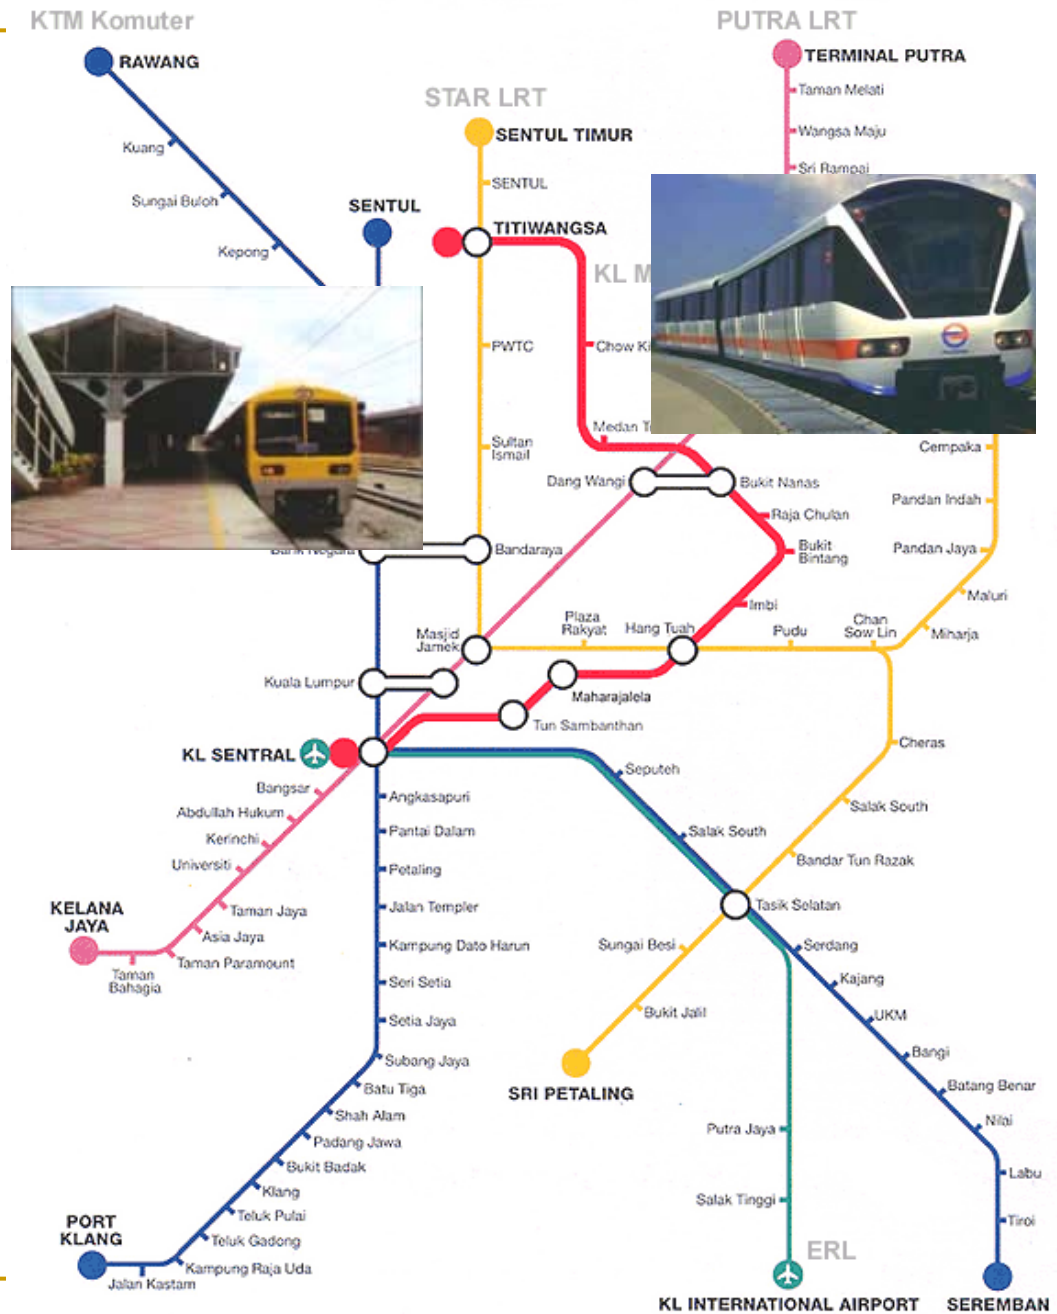 KTM Komuter
PUTRA LRT
RAWANG
TERMINAL PUTRA
Taman Melati
STAR LRT
Wangsa Maju
SENTUL TIMUR
Kuang
Sri Rampai
SENTUL
Sungai Buloh
SENTUL
TITIWANGSA
Kepong
KL M
PWTC
Chow Ki
Medan T
Sultan
Ismail
Cempaka
Dang Wangi
Bukit Nanas
Pandan Indah
Raja Chulan
Bank Negara
Bandaraya
Bukit
Bintang
Pandan Jaya
Maluri
Imbi
Plaza
Rakyat
Masjid
Jamek
Hang Tuah
Pudu
Chan
Sow Lin
Miharja
Kuala Lumpur
Maharajalela
Tun Sambanthan
KL SENTRAL
Cheras
Seputeh
Bangsar
Angkasapuri
Abdullah Hukum
Salak South
Kerinchi
Pantai Dalam
Salak South
Universiti
Petaling
Bandar Tun Razak
KELANA
JAYA
Taman Jaya
Jalan Templer
Tasik Selatan
Asia Jaya
Kampung Dato Harun
Sungai Besi
Serdang
Taman Paramount
Taman
Bahagia
Seri Setia
Kajang
Bukit Jalil
UKM
Setia Jaya
Subang Jaya
Bangi
Batu Tiga
SRI PETALING
Batang Benar
Shah Alam
Nilai
Padang Jawa
Putra Jaya
Bukit Badak
Labu
Klang
Salak Tinggi
Teluk Pulai
PORT
KLANG
Tiroi
Teluk Gadong
ERL
Kampung Raja Uda
Jalan Kastam
KL INTERNATIONAL AIRPORT
SEREMBAN